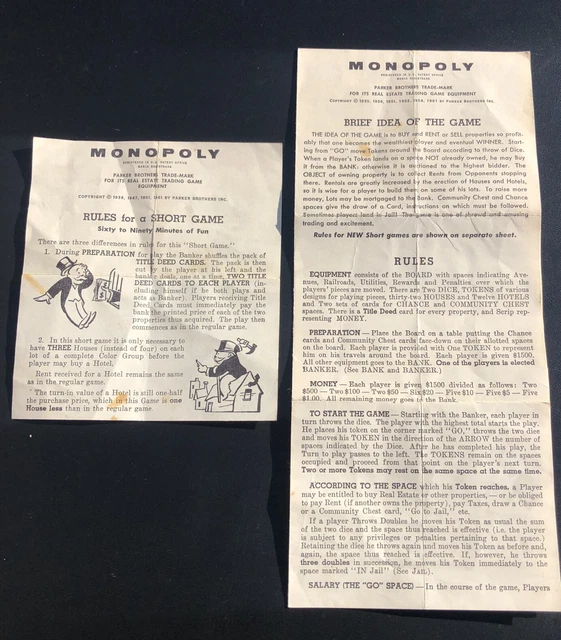 MONOPOLY
REGISTERED IN U.S. PATENT OFFICE
PARKER BROTHERS TRADE-MARK
FOR ITS REAL ESTATE TRADING GAME
EQUIPMENT
COPYRIGHT 1936, 1947, 1951, 1961 BY PARKER BROTHERS INC.
RULES for a SHORT GAME
Sixty to Ninety Minutes of Fun
There are three differences in rules for this "Short Game."
1. During PREPARATION for play the Banker shuffles the pack of
TITLE DEED CARDS. The pack is then
cut by the player at his left and the
banker deals, one at a time, TWO TITLE
DEED CARDS TO EACH PLAYER (in-
cluding himself if he both plays and
acts as Banker). Players receiving Title
Deed Cards must immediately pay the
bank the printed price of each of the two
properties thus acquired. The play then
commences as in the regular game.
2. In this short game it is only necessary to
have THREE Houses (instead of four) on each
lot of a complete Color Group before the
player may buy a Hotel.
Rent received for a Hotel remains the same
as in the regular game.
The turn-in value of a Hotel is still one-half
the purchase price, which in this Game is one
House less than in the regular game.
MONOPOLY
REGISTERED IN U.S. PATENT OFFICE
PARKER BROTHERS TRADE-MARK
FOR ITS REAL ESTATE TRADING GAME EQUIPMENT
BY PARKER BROTHERS INC.
BRIEF IDEA OF THE GAME
THE IDEA OF THE GAME is to BUY and RENT or SELL properties so profit-
ably that one becomes the wealthiest player and eventual WINNER. Start-
ing from "GO" move Tokens around the Board according to throw of Dice.
When a Player's Token lands on a space NOT already owned, he may Buy
it from the BANK: otherwise it is auctioned to the highest bidder. The
OBJECT of owning property is to collect Rents from Opponents stopping
there. Rentals are greatly increased by the erection of Houses and Hotels,
so it is wise for a player to build them on some of his lots. To raise more
money, Lots may be mortgaged to the Bank. Community Chest and Chance
spaces give the draw of a Card, instructions on which must be followed.
Sometimes players land in Jail! The game is one of shrewd and amusing
trading and excitement.
Rules for NEW Short games are shown on separate sheet.
RULES
EQUIPMENT consists of the BOARD with spaces indicating Ave-
nues, Railroads, Utilities, Rewards and Penalties over which the
players' pieces are moved. There are Two DICE, TOKENS of various
designs for playing pieces, thirty-two HOUSES and Twelve HOTELS
and Two sets of cards for CHANCE and COMMUNITY CHEST
spaces. There is a Title Deed card for every property, and Scrip rep-
resenting MONEY.
PREPARATION — Place the Board on a table putting the Chance
cards and Community Chest cards face-down on their allotted spaces
on the board. Each player is provided with One TOKEN to represent
him on his travels around the board. Each player is given $1500.
All other equipment goes to the BANK. One of the players is elected
BANKER. (See BANK and BANKER.)
MONEY — Each player is given $1500 divided as follows: Two
$500 — Two $100 — Two $50 — Six $20 — Five $10 — Five $5 — Five
$1.00. All remaining money goes to the Bank.
TO START THE GAME — Starting with the Banker, each player in
turn throws the dice. The player with the highest total starts the play.
He places his token on the corner marked "GO," throws the two dice
and moves his TOKEN in the direction of the ARROW the number of
spaces indicated by the Dice. After he has completed his play, the
Turn to play passes to the left. The TOKENS remain on the spaces
occupied and proceed from that point on the player's next turn.
Two or more Tokens may rest on the same space at the same time.
ACCORDING TO THE SPACE which his Token reaches, a Player
may be entitled to buy Real Estate or other properties, — or be obliged
to pay Rent (if another owns the property), pay Taxes, draw a Chance
or a Community Chest card, "Go to Jail," etc.
If a player Throws Doubles he moves his Token as usual the sum
of the two dice and the space thus reached is effective (i.e. the player
is subject to any privileges or penalties pertaining to that space.)
Retaining the dice he throws again and moves his Token as before and,
again, the space thus reached is effective. If, however, he throws
three doubles in succession, he moves his Token immediately to the
space marked "IN Jail" (See Jail.)
SALARY (THE "GO" SPACE) — In the course of the game, Players